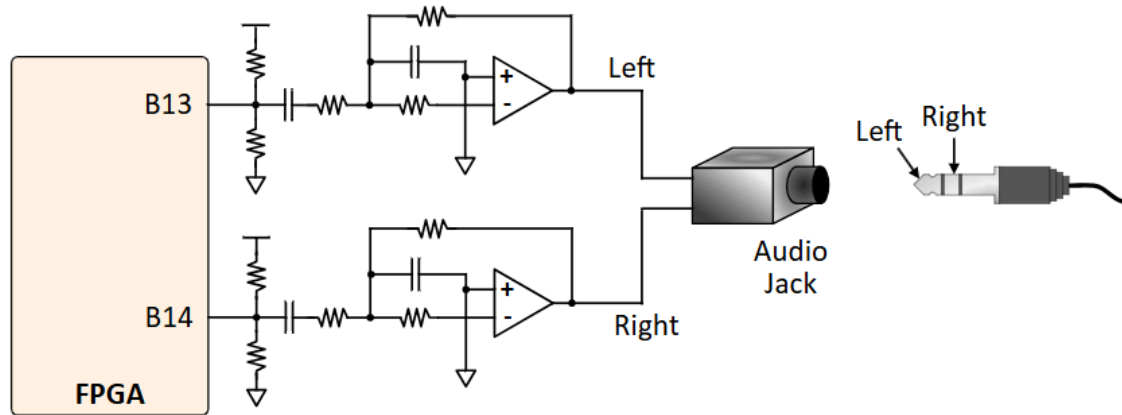 B13
+
-
Left
Left
Right
Audio
Jack
B14
+
-
Right
FPGA